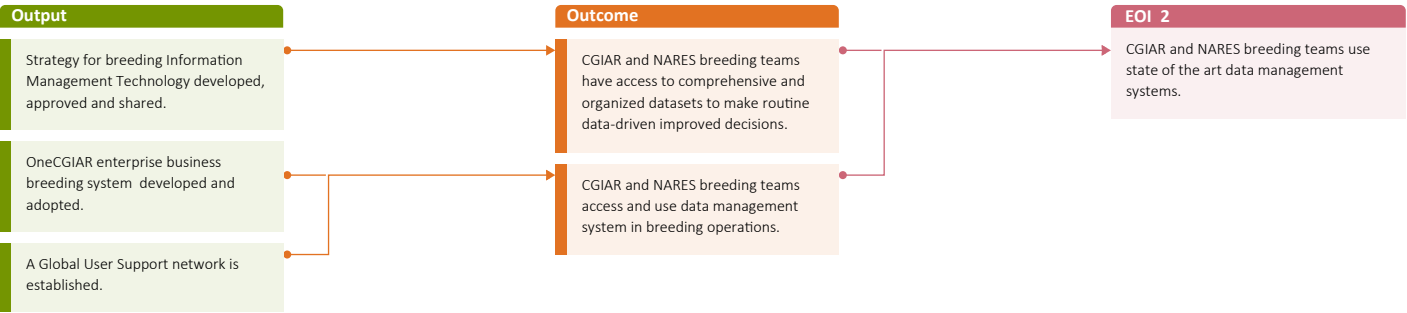 Output
Strategy for breeding Information
Management Technology developed,
approved and shared.
OneCGIAR enterprise business
breeding system  developed and
adopted.
A Global User Support network is
established.
Outcome
CGIAR and NARES breeding teams
have access to comprehensive and
organized datasets to make routine
data-driven improved decisions.
CGIAR and NARES breeding teams
access and use data management
system in breeding operations.
EOI  2
CGIAR and NARES breeding teams use
state of the art data management
systems.